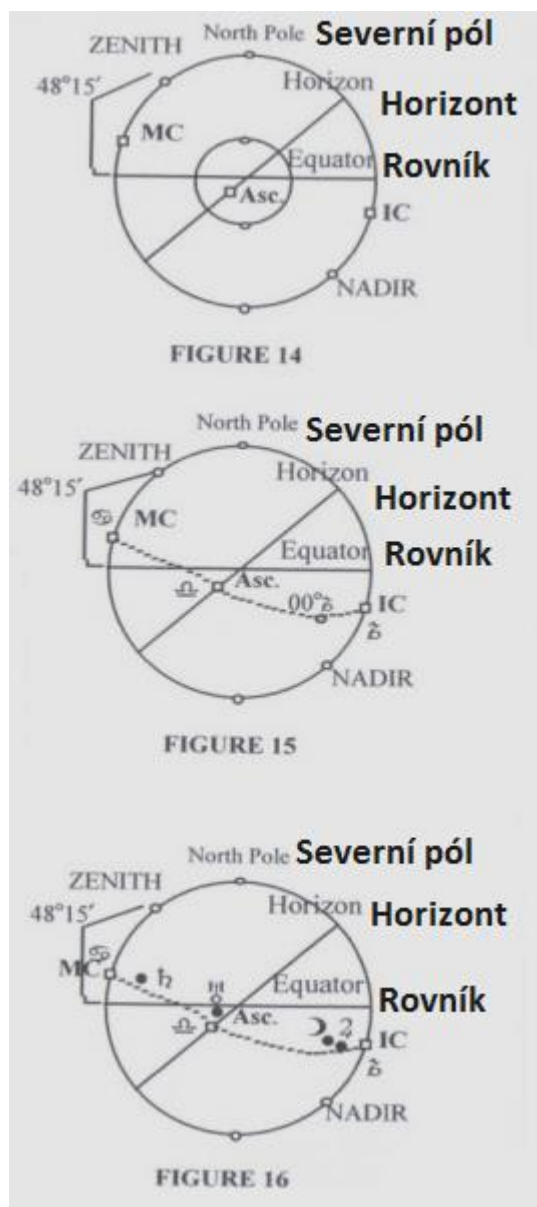 North Pole Severní pól
ZENITH
Horizon
48°15′
Horizont
MC
Equator Rovník
Asc.
IC
NADIR
FIGURE 14
North Pole Severní pól
ZENITH
Horizon
48°15′
Horizont
♋ MC
Equator Rovník
♎ Asc.
00°♑
IC
♑
NADIR
FIGURE 15
North Pole Severní pól
ZENITH
Horizon Horizont
48°15′
♋
MC ♄
♅
Equator Rovník
♎ Asc.
☽ ♃
IC
♑
NADIR
FIGURE 16